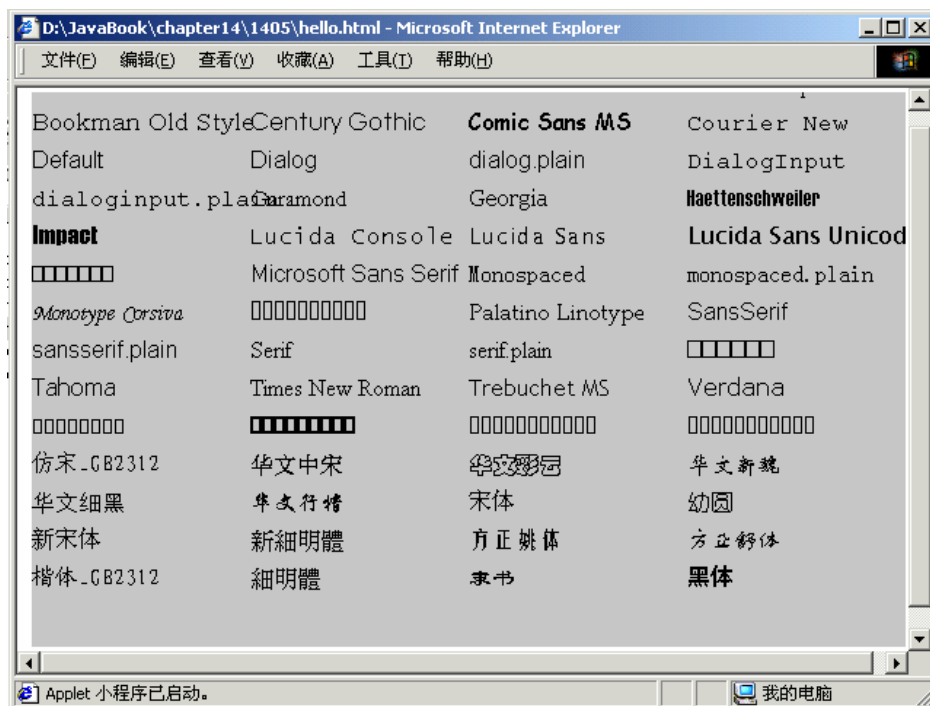 D:\JavaBook\chapter14\1405\hello.html - Microsoft Internet Explorer
文件(F) 编辑(E) 查看(V) 收藏(A) 工具(T) 帮助(H)
Bookman Old Style Century Gothic Comic Sans MS Courier New
Default Dialog dialog.plain DialogInput
dialoginput.plain Garamond Georgia Haettenschweiler
Impact Lucida Console Lucida Sans Lucida Sans Unicod
Microsoft Sans Serif Monospaced monospaced.plain
Monotype Corsiva Palatino Linotype SansSerif
sansserif.plain Serif serif.plain
Tahoma Times New Roman Trebuchet MS Verdana
仿宋_GB2312 华文中宋 华文彩云 华文新魏
华文细黑 华文行楷 宋体 幼圆
新宋体 新細明體 方正姚体 方正舒体
楷体_GB2312 細明體 隶书 黑体
Applet 小程序已启动。 我的电脑